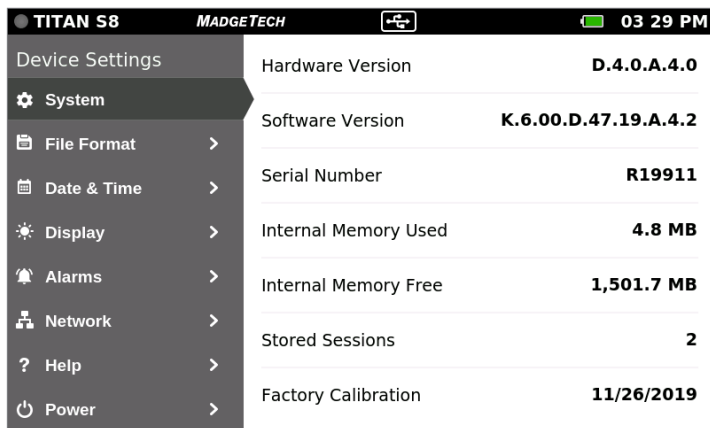 TITAN S8 MADGETECH 03 29 PM
Device Settings
System
File Format
Date & Time
Display
Alarms
Network
? Help
Power
Hardware Version D.4.0.A.4.0
Software Version K.6.00.D.47.19.A.4.2
Serial Number R19911
Internal Memory Used 4.8 MB
Internal Memory Free 1,501.7 MB
Stored Sessions 2
Factory Calibration 11/26/2019